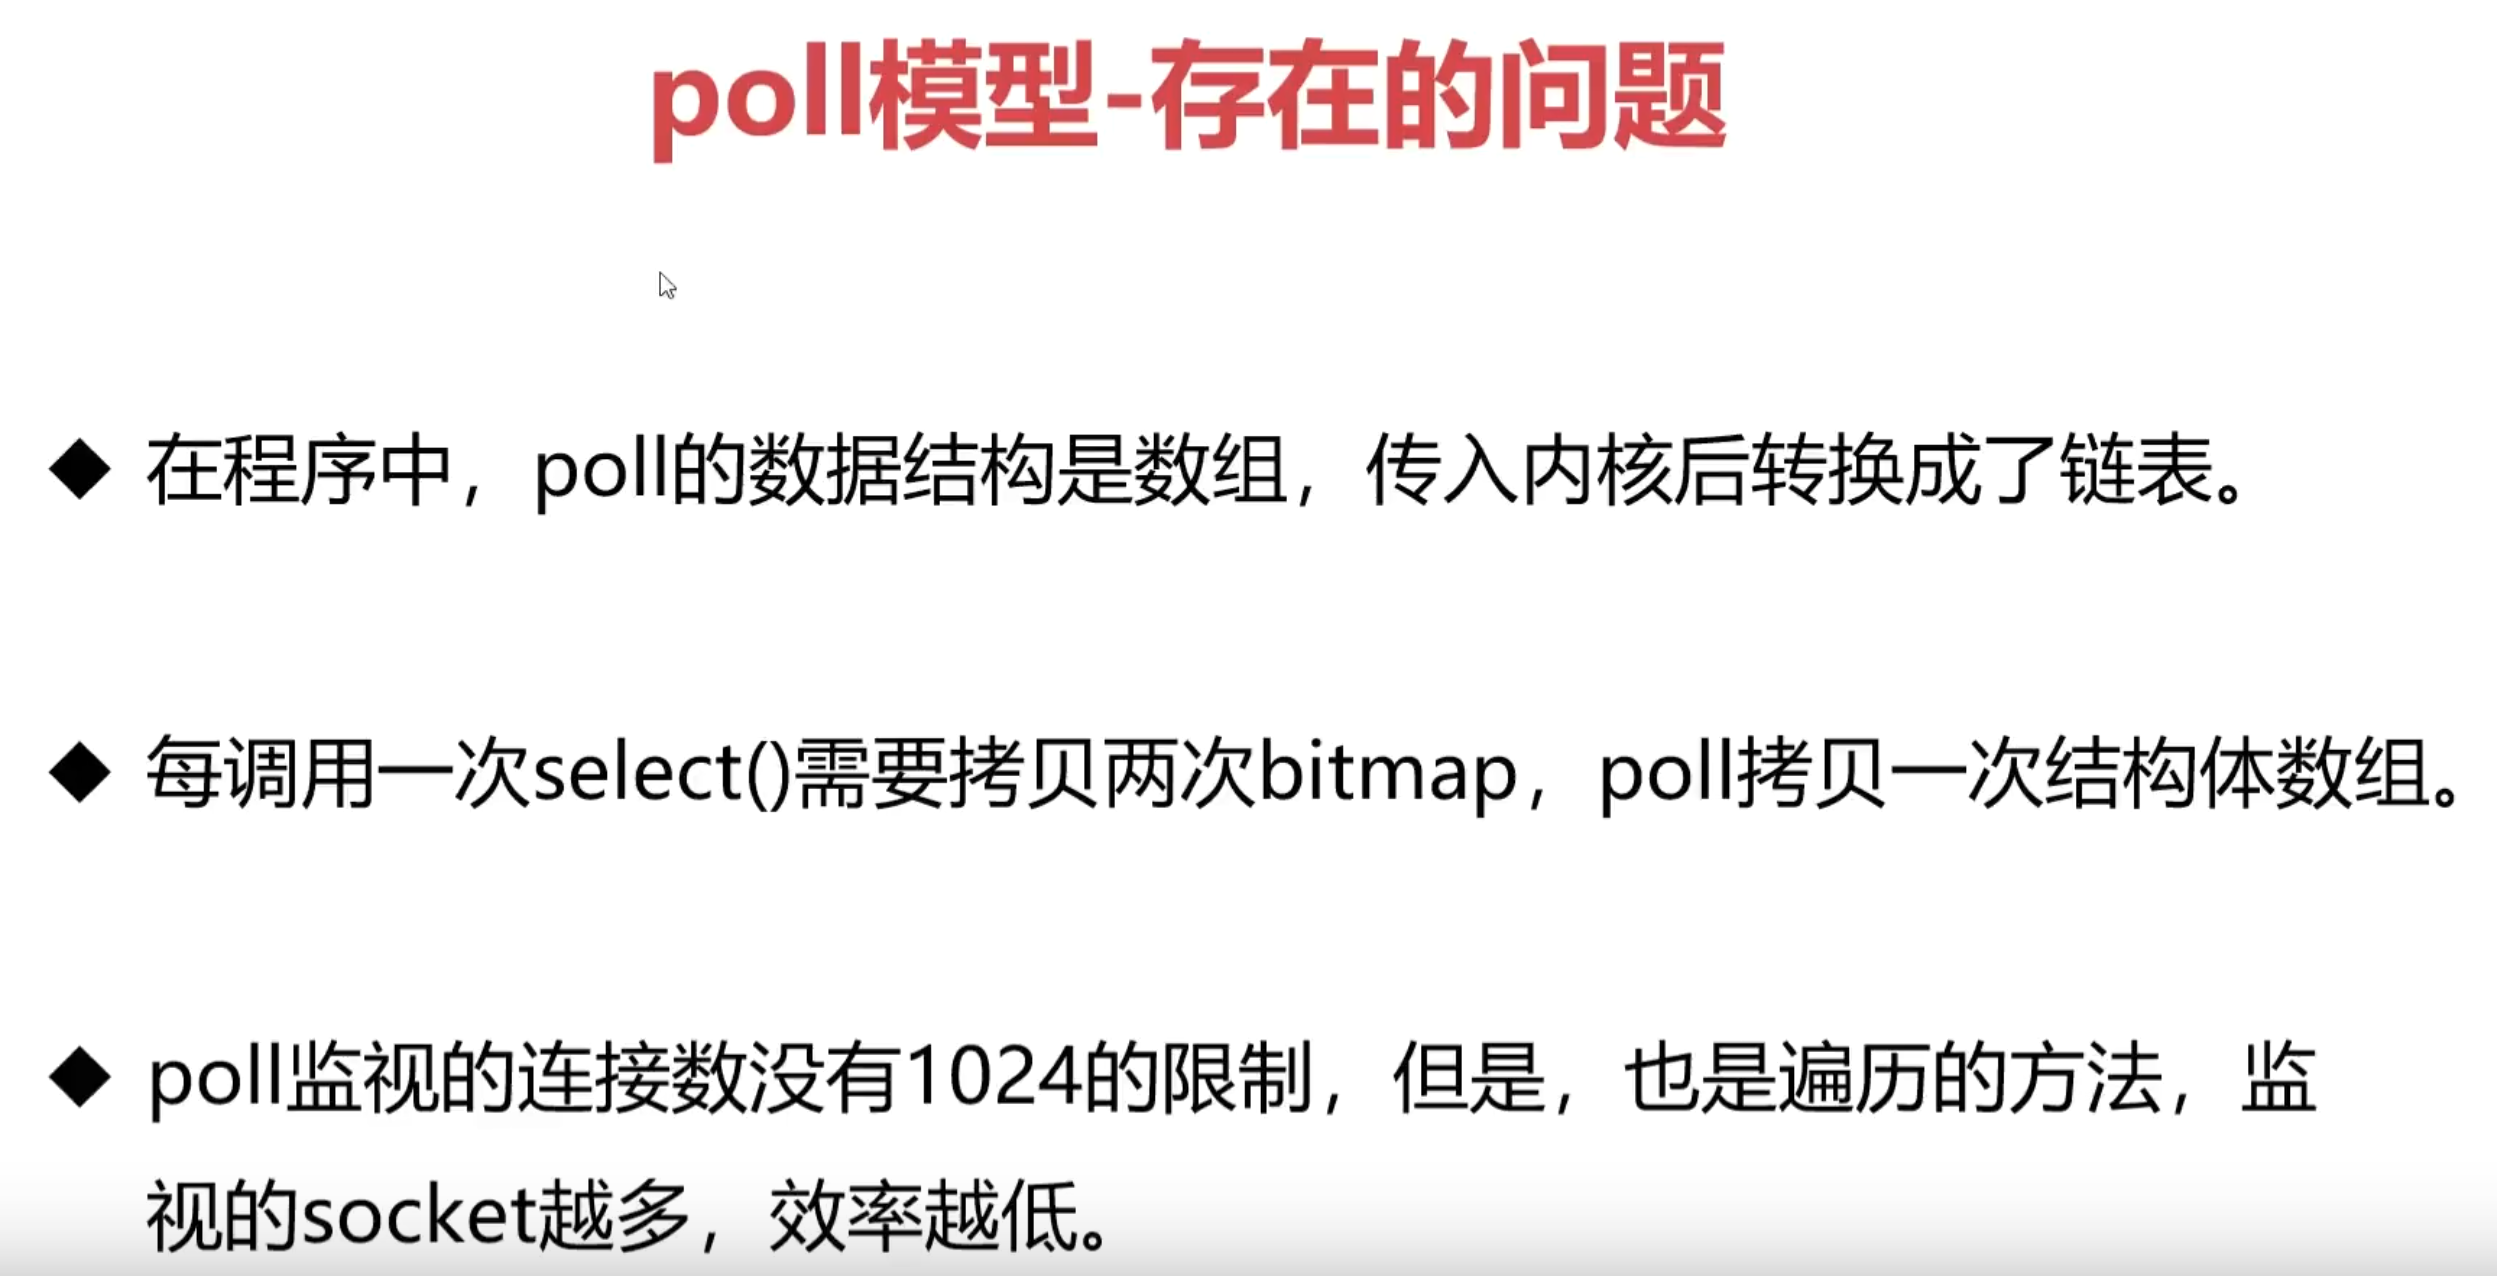 poll模型-存在的问题
◆ 在程序中，poll的数据结构是数组，传入内核后转换成了链表。
◆ 每调用一次select()需要拷贝两次bitmap，poll拷贝一次结构体数组。
◆ poll监视的连接数没有1024的限制，但是，也是遍历的方法，监
视的socket越多，效率越低。